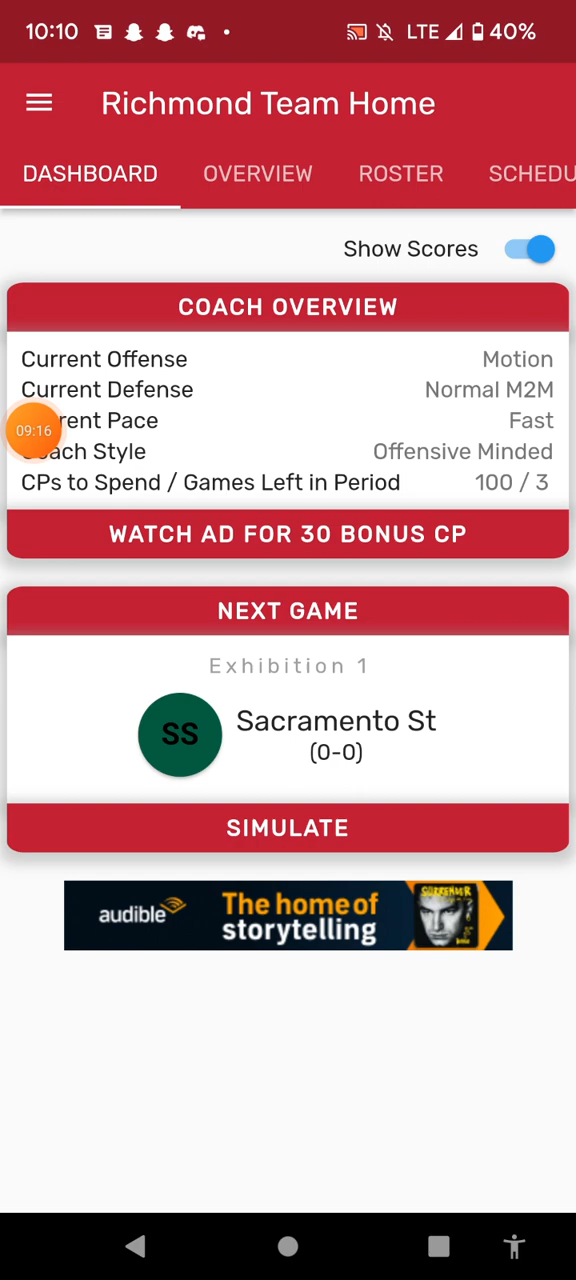 10:10 LTE 40%
Richmond Team Home
DASHBOARD OVERVIEW ROSTER SCHEDU
Show Scores
COACH OVERVIEW
Current Offense Motion
Current Defense Normal M2M
rent Pace Fast
09:16
oach Style Offensive Minded
CPs to Spend / Games Left in Period 100 / 3
WATCH AD FOR 30 BONUS CP
NEXT GAME
Exhibition 1
SS Sacramento St
(0-0)
SIMULATE
audible The home of storytelling
SURRENDER